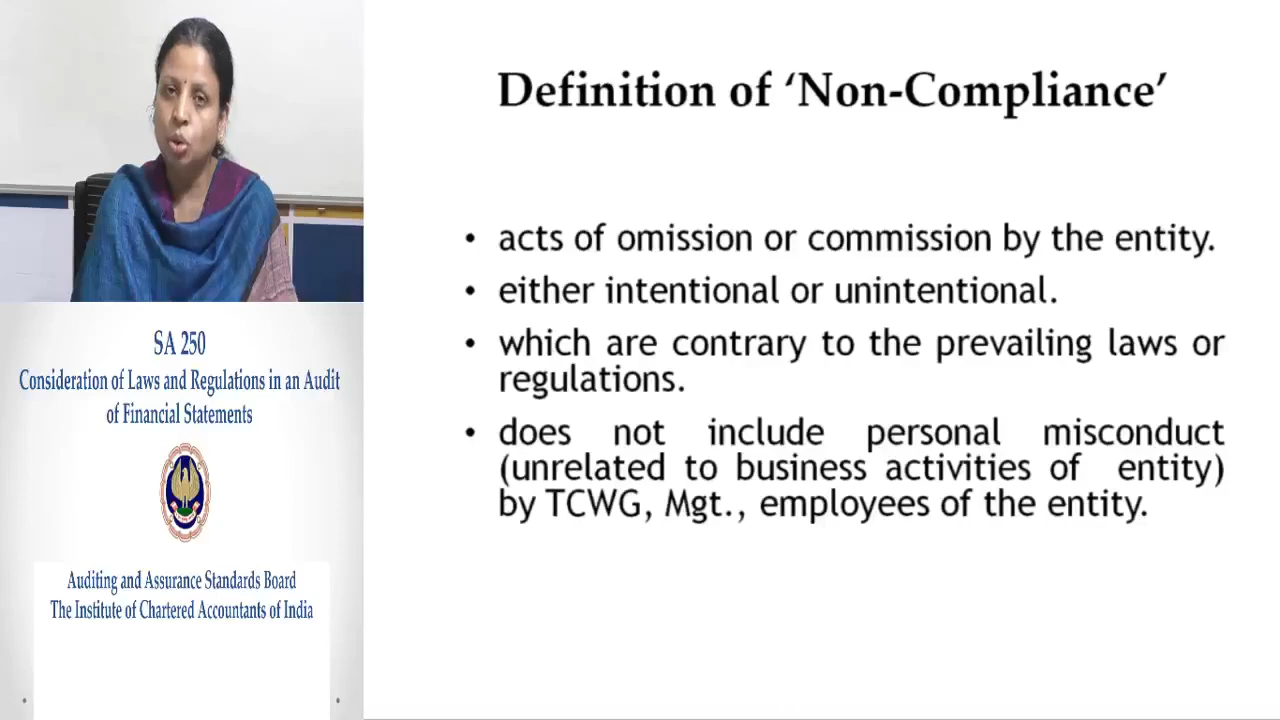 Definition of ‘Non-Compliance’
• acts of omission or commission by the entity.
• either intentional or unintentional.
• which are contrary to the prevailing laws or
regulations.
• does not include personal misconduct
(unrelated to business activities of entity)
by TCWG, Mgt., employees of the entity.
SA 250
Consideration of Laws and Regulations in an Audit
of Financial Statements
Auditing and Assurance Standards Board
The Institute of Chartered Accountants of India